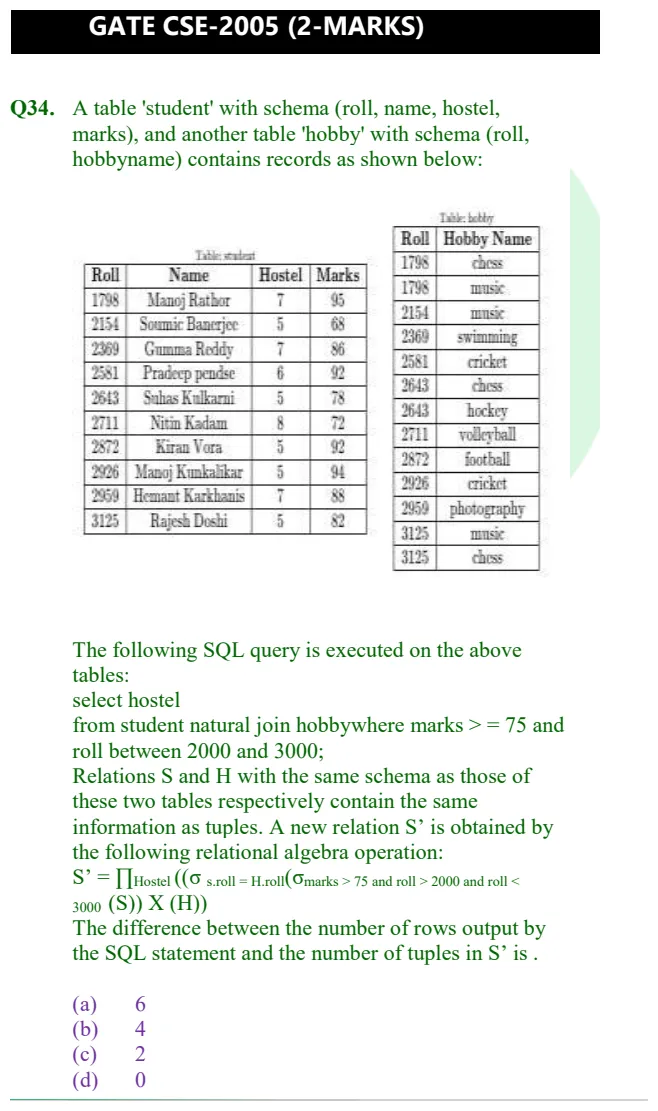 GATE CSE-2005 (2-MARKS)
Q34. A table 'student' with schema (roll, name, hostel,
marks), and another table 'hobby' with schema (roll,
hobbyname) contains records as shown below:
Table: student
Roll Name Hostel Marks
1798 Manoj Rathor 7 95
2154 Soumic Banerjee 5 68
2369 Gumma Reddy 7 86
2581 Pradeep pendse 6 92
2643 Suhas Kulkarni 5 78
2711 Nitin Kadam 8 72
2872 Kiran Vora 5 92
2926 Manoj Kunkalikar 5 94
2959 Hemant Karkhanis 7 88
3125 Rajesh Doshi 5 82
Table: hobby
Roll Hobby Name
1798 chess
1798 music
2154 music
2369 swimming
2581 cricket
2643 chess
2643 hockey
2711 volleyball
2872 football
2926 cricket
2959 photography
3125 music
3125 chess
The following SQL query is executed on the above
tables:
select hostel
from student natural join hobbywhere marks > = 75 and
roll between 2000 and 3000;
Relations S and H with the same schema as those of
these two tables respectively contain the same
information as tuples. A new relation S’ is obtained by
the following relational algebra operation:
S’ = ∏Hostel ((σ s.roll = H.roll(σmarks > 75 and roll > 2000 and roll <
3000 (S)) X (H))
The difference between the number of rows output by
the SQL statement and the number of tuples in S’ is .
(a) 6
(b) 4
(c) 2
(d) 0